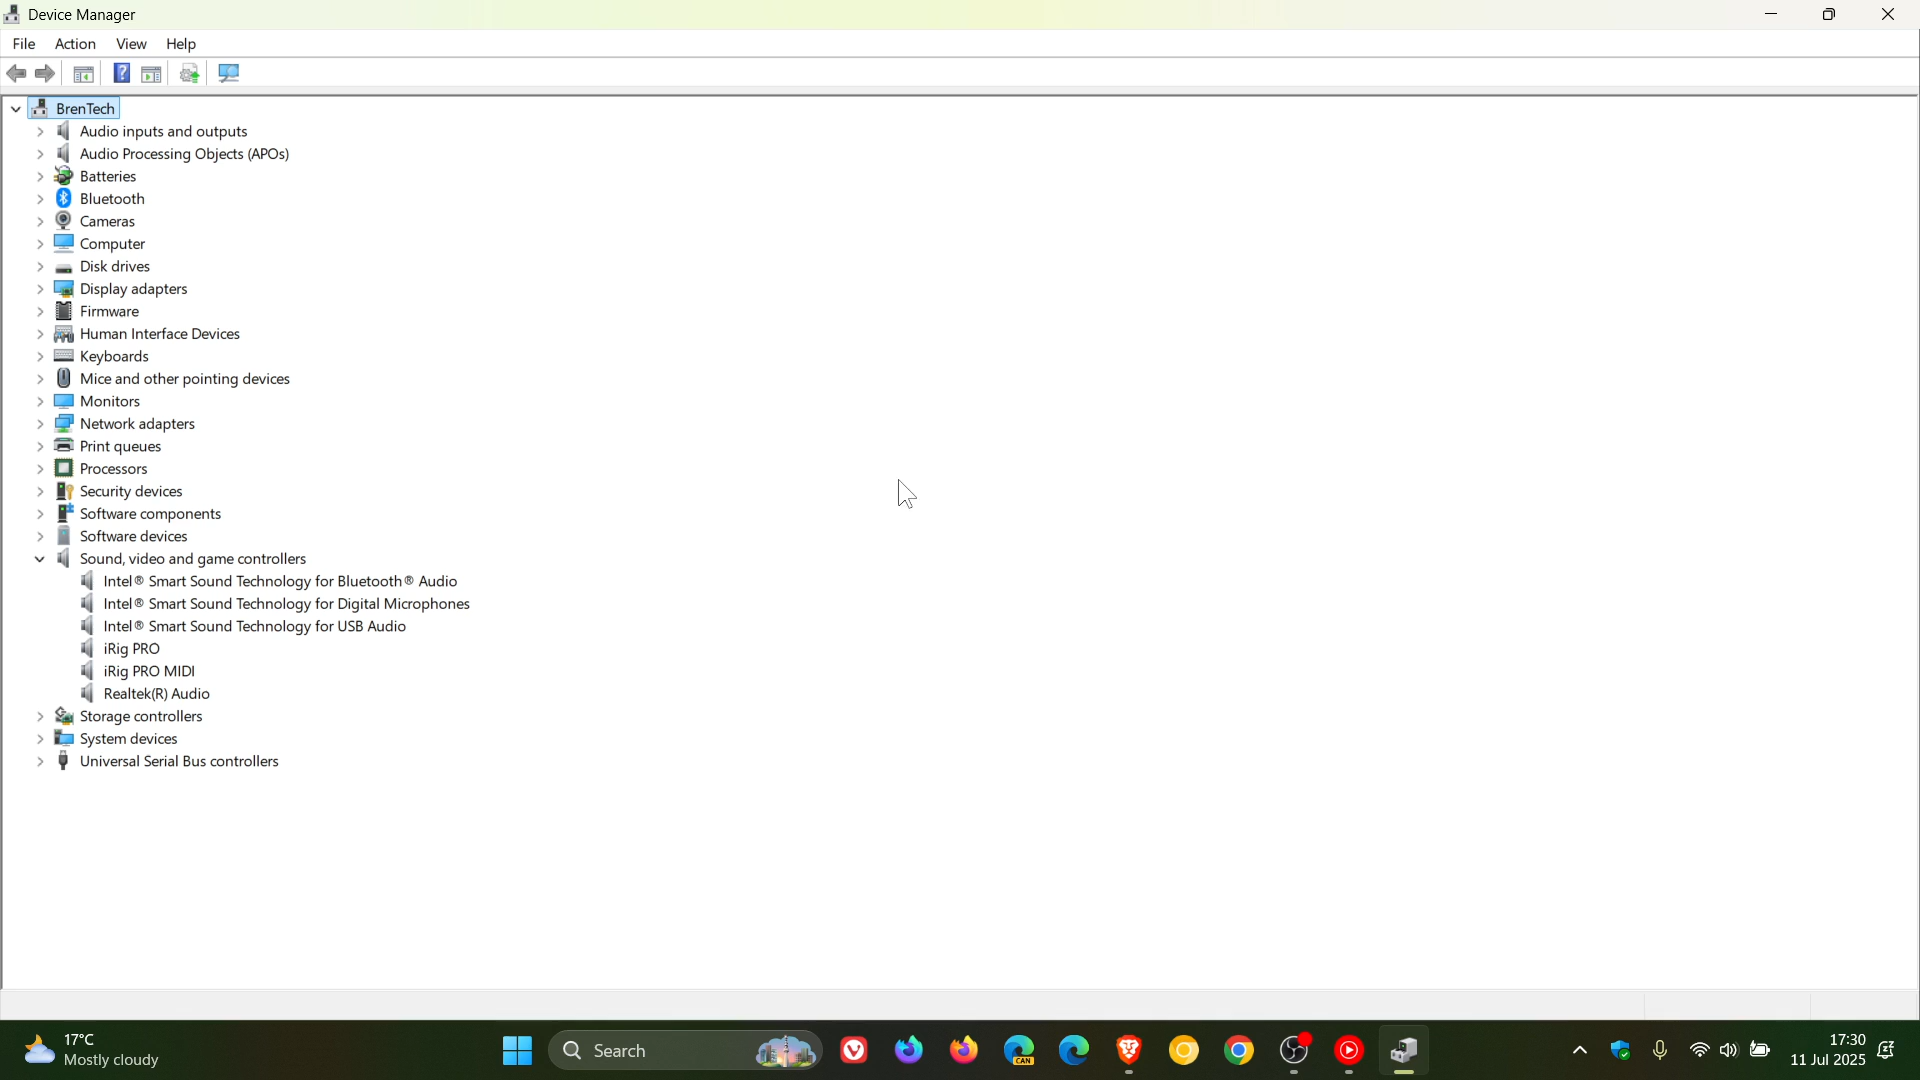 Device Manager
File Action View Help
BrenTech
Audio inputs and outputs
Audio Processing Objects (APOs)
Batteries
Bluetooth
Cameras
Computer
Disk drives
Display adapters
Firmware
Human Interface Devices
Keyboards
Mice and other pointing devices
Monitors
Network adapters
Print queues
Processors
Security devices
Software components
Software devices
Sound, video and game controllers
Intel® Smart Sound Technology for Bluetooth® Audio
Intel® Smart Sound Technology for Digital Microphones
Intel® Smart Sound Technology for USB Audio
iRig PRO
iRig PRO MIDI
Realtek(R) Audio
Storage controllers
System devices
Universal Serial Bus controllers
17°C
Mostly cloudy
Search
CAN
17:30
11 Jul 2025